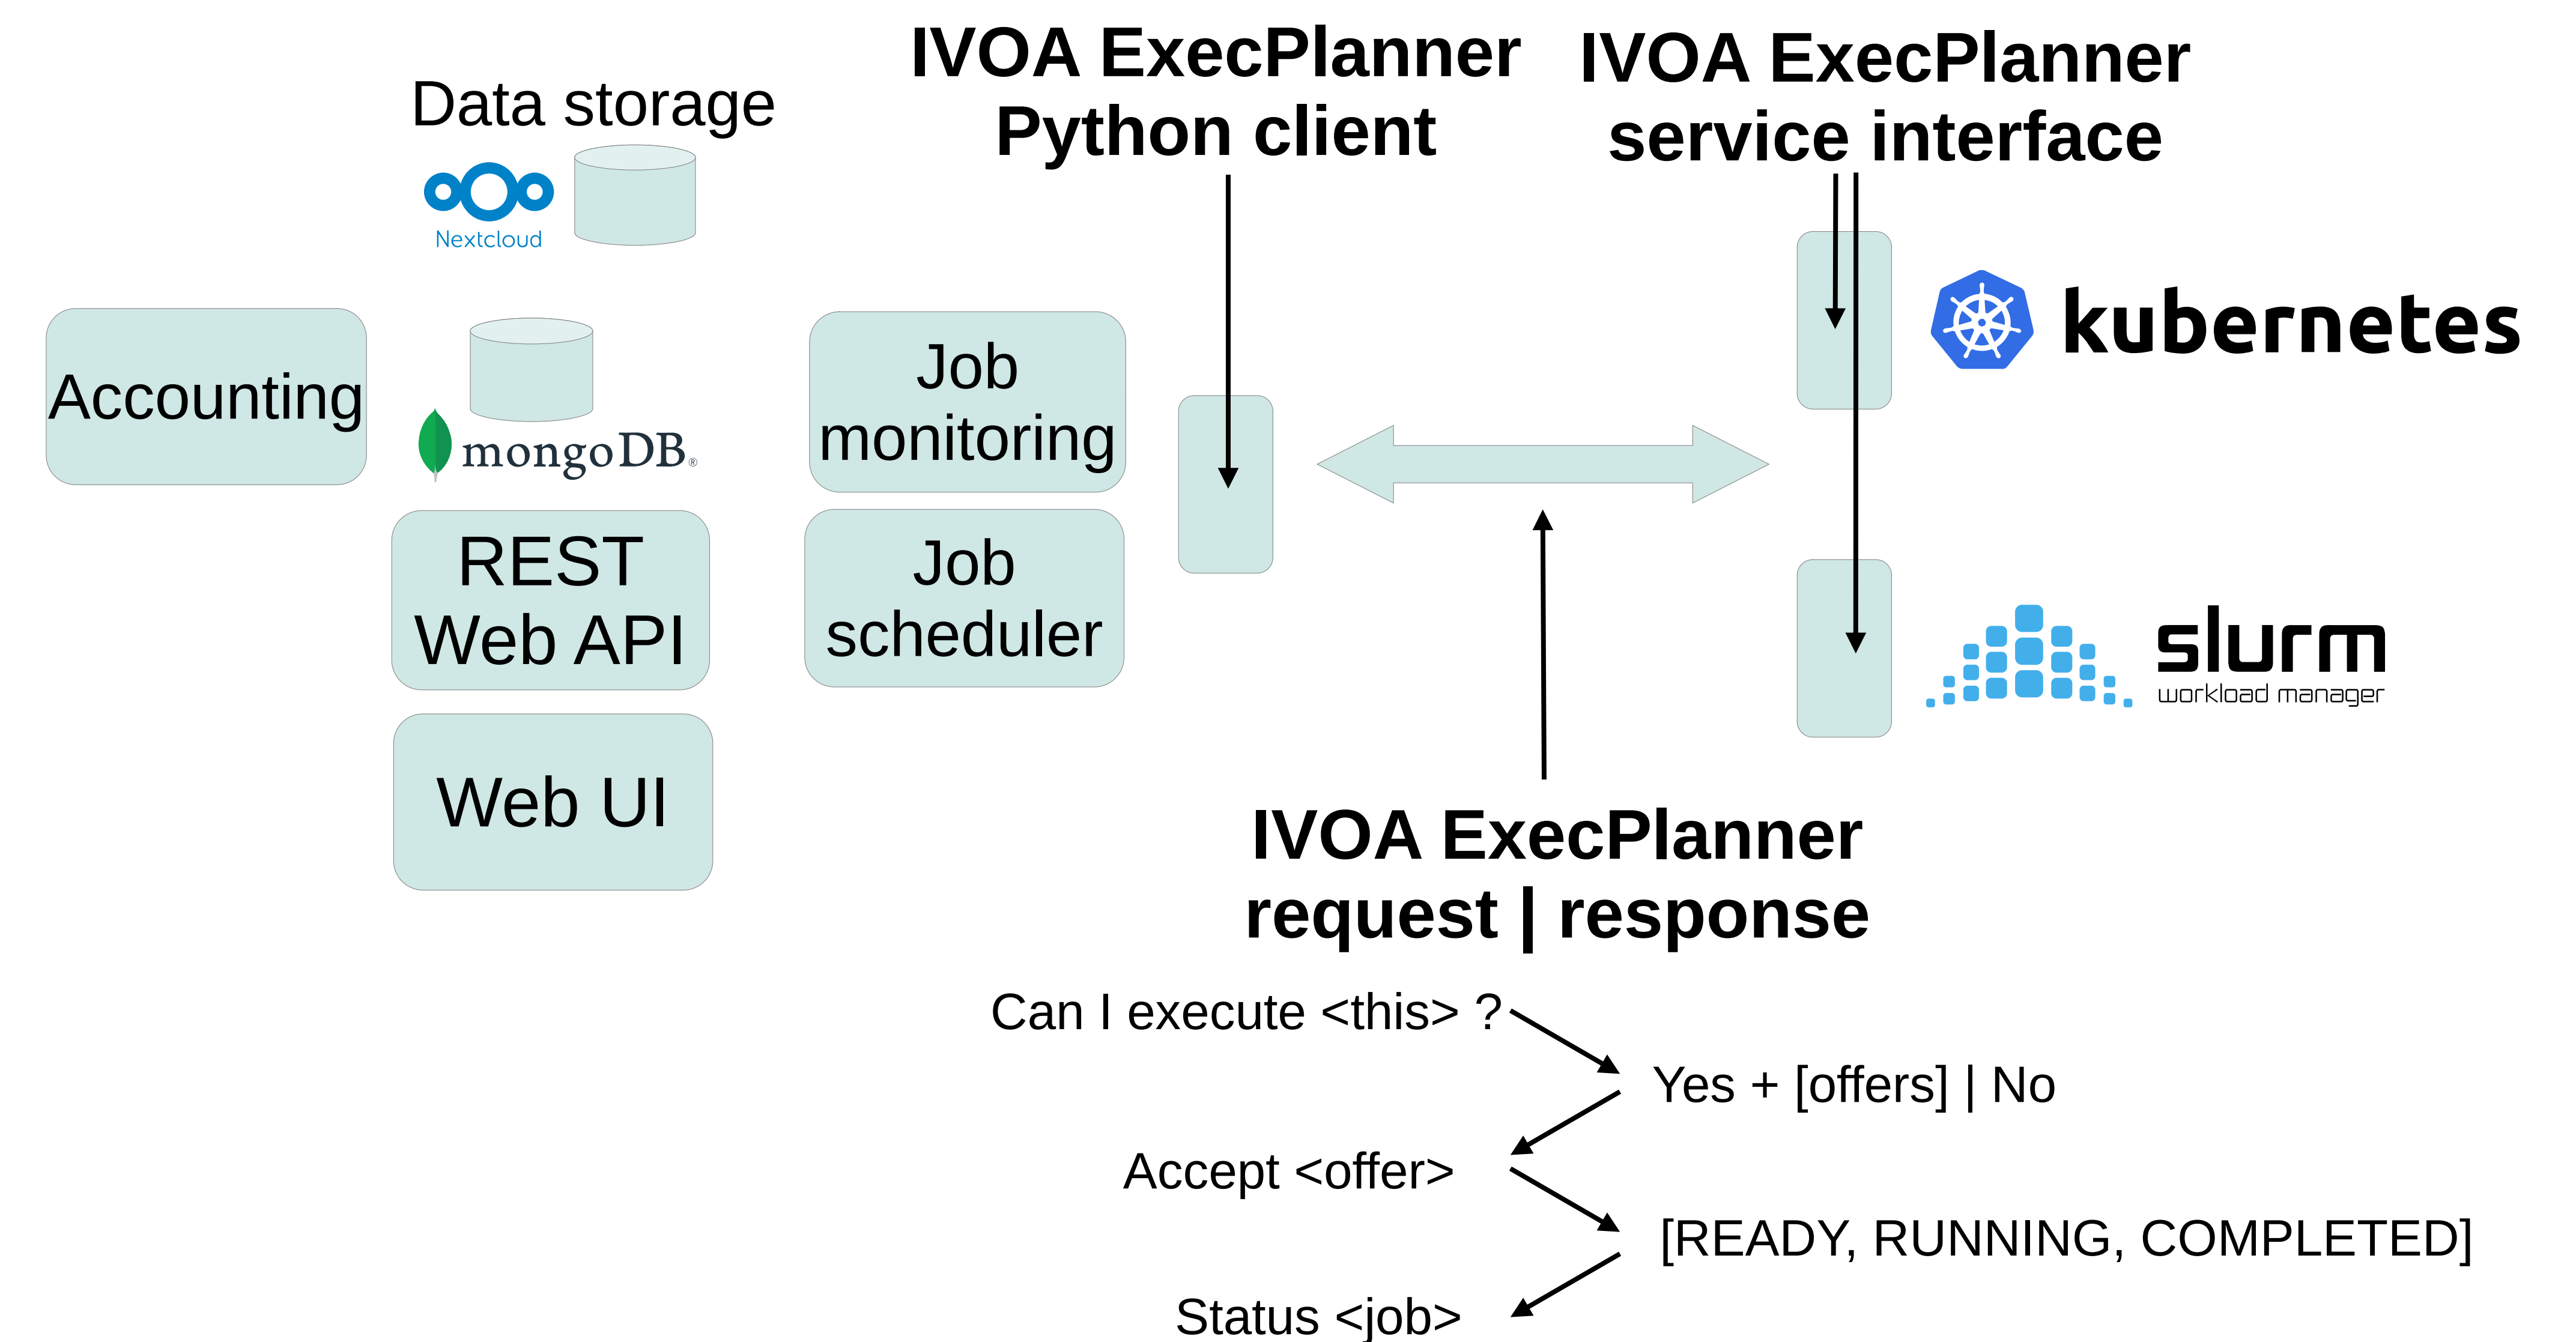 IVOA ExecPlanner
Python client
IVOA ExecPlanner
service interface
Data storage
Nextcloud
Accounting
mongoDB®
Job
monitoring
kubernetes
REST
Web API
Job
scheduler
slurm
workload manager
Web UI
IVOA ExecPlanner
request | response
Can I execute <this> ?
Yes + [offers] | No
Accept <offer>
[READY, RUNNING, COMPLETED]
Status <job>